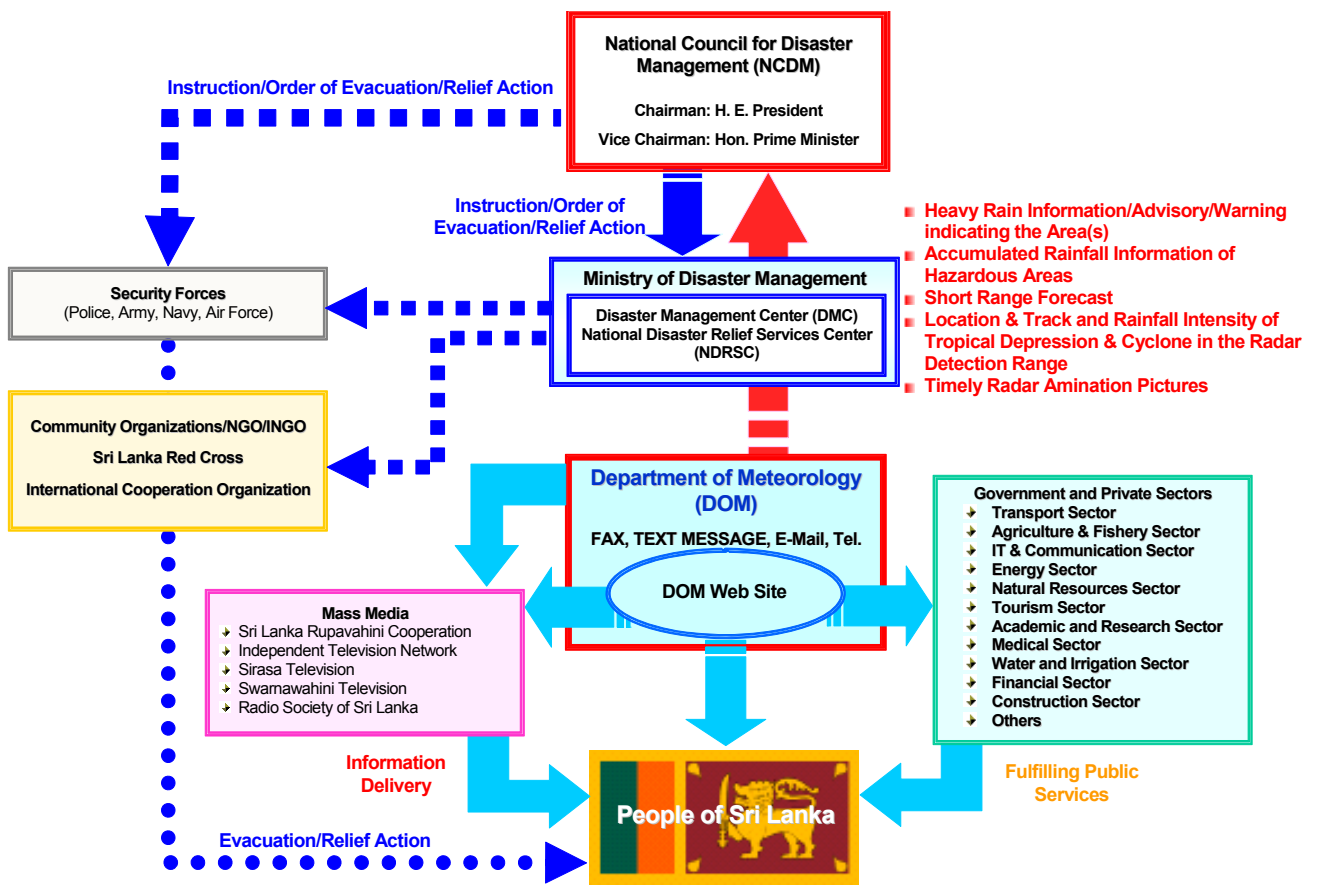 National Council for Disaster
Management (NCDM)
Chairman: H. E. President
Vice Chairman: Hon. Prime Minister
Instruction/Order of Evacuation/Relief Action
Instruction/Order of
Evacuation/Relief Action
Heavy Rain Information/Advisory/Warning
indicating the Area(s)
Accumulated Rainfall Information of
Hazardous Areas
Short Range Forecast
Location & Track and Rainfall Intensity of
Tropical Depression & Cyclone in the Radar
Detection Range
Timely Radar Amination Pictures
Ministry of Disaster Management
Disaster Management Center (DMC)
National Disaster Relief Services Center
(NDRSC)
Security Forces
(Police, Army, Navy, Air Force)
Community Organizations/NGO/INGO
Sri Lanka Red Cross
International Cooperation Organization
Department of Meteorology
(DOM)
FAX, TEXT MESSAGE, E-Mail, Tel.
DOM Web Site
Government and Private Sectors
Transport Sector
Agriculture & Fishery Sector
IT & Communication Sector
Energy Sector
Natural Resources Sector
Tourism Sector
Academic and Research Sector
Medical Sector
Water and Irrigation Sector
Financial Sector
Construction Sector
Others
Mass Media
Sri Lanka Rupavahini Cooperation
Independent Television Network
Sirasa Television
Swarnawahini Television
Radio Society of Sri Lanka
Information
Delivery
Fulfilling Public
Services
People of Sri Lanka
Evacuation/Relief Action